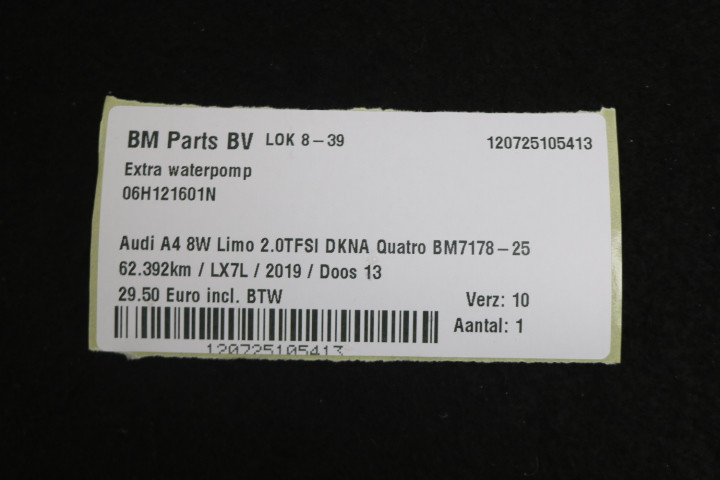 BM Parts BV LOK 8-39 120725105413
Extra waterpomp
06H121601N
Audi A4 8W Limo 2.0TFSI DKNA Quatro BM7178-25
62.392km / LX7L / 2019 / Doos 13
29.50 Euro incl. BTW Verz: 10
Aantal: 1
120725105413